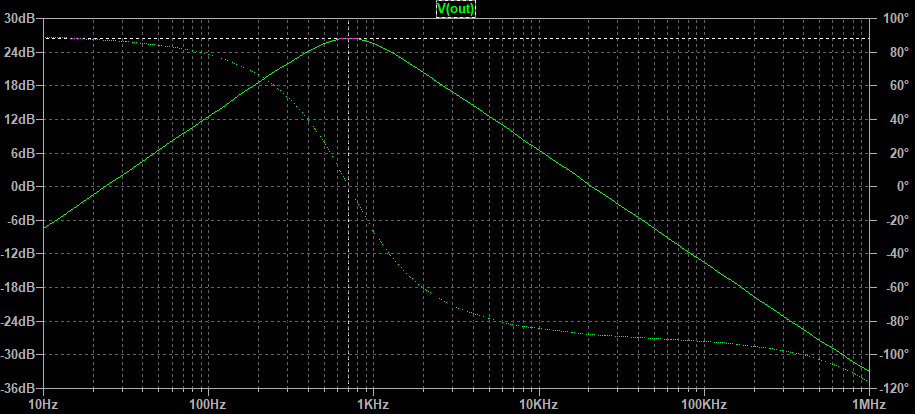 V(out)
30dB 100°
24dB 80°
18dB 60°
12dB 40°
6dB 20°
0dB 0°
-6dB -20°
-12dB -40°
-18dB -60°
-24dB -80°
-30dB -100°
-36dB -120°
10Hz 100Hz 1KHz 10KHz 100KHz 1MHz